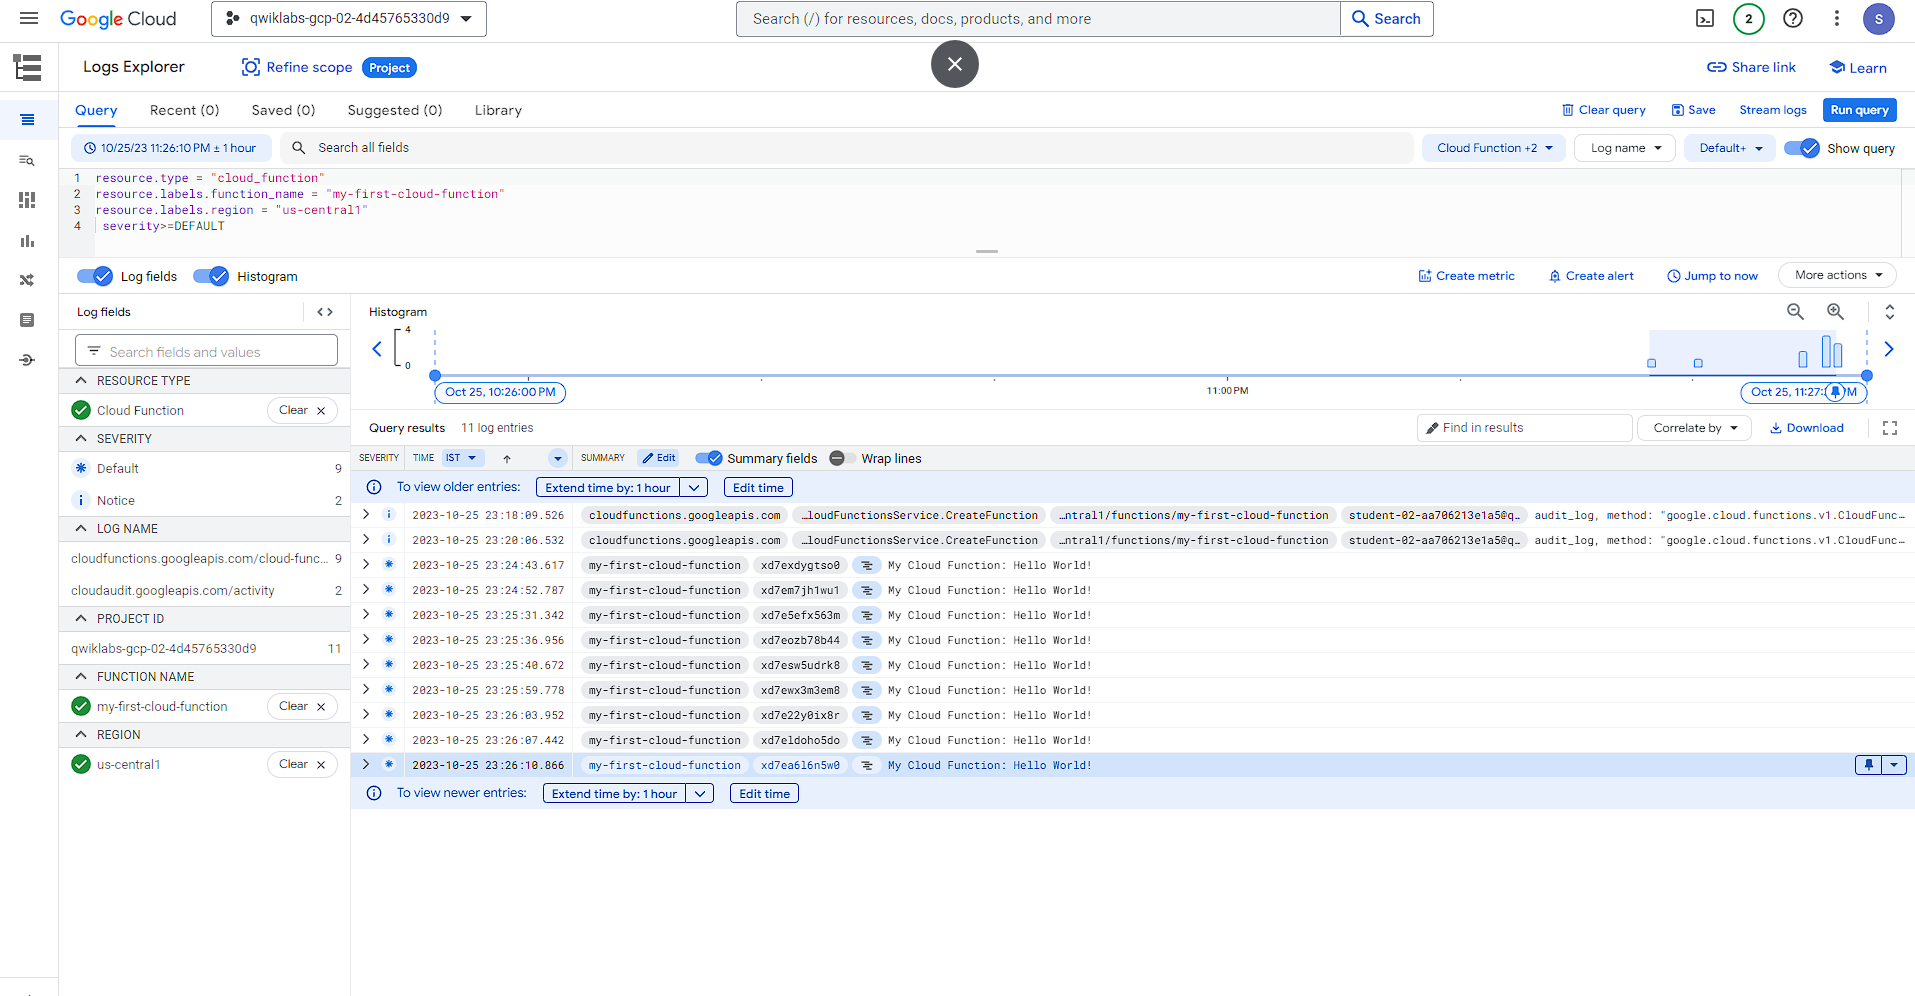 Google Cloud
qwiklabs-gcp-02-4d45765330d9
Search (/) for resources, docs, products, and more
Search
2
S
Logs Explorer
Refine scope
Project
Share link
Learn
Query
Recent (0)
Saved (0)
Suggested (0)
Library
Clear query
Save
Stream logs
Run query
10/25/23 11:26:10 PM ± 1 hour
Search all fields
Cloud Function +2
Log name
Default+
Show query
1 resource.type = "cloud_function"
2 resource.labels.function_name = "my-first-cloud-function"
3 resource.labels.region = "us-central1"
4 severity>=DEFAULT
Log fields
Histogram
Create metric
Create alert
Jump to now
More actions
Log fields
Search fields and values
RESOURCE TYPE
Cloud Function
Clear
SEVERITY
Default 9
Notice 2
LOG NAME
cloudfunctions.googleapis.com/cloud-func... 9
cloudaudit.googleapis.com/activity 2
PROJECT ID
qwiklabs-gcp-02-4d45765330d9 11
FUNCTION NAME
my-first-cloud-function
Clear
REGION
us-central1
Clear
Histogram
4
0
Oct 25, 10:26:00 PM
11:00 PM
Oct 25, 11:27: M
Query results
11 log entries
Find in results
Correlate by
Download
SEVERITY TIME IST SUMMARY Edit Summary fields Wrap lines
To view older entries: Extend time by: 1 hour Edit time
2023-10-25 23:18:09.526 cloudfunctions.googleapis.com …loudFunctionsService.CreateFunction …ntral1/functions/my-first-cloud-function student-02-aa706213e1a5@q… audit_log, method: "google.cloud.functions.v1.CloudFunc…
2023-10-25 23:20:06.532 cloudfunctions.googleapis.com …loudFunctionsService.CreateFunction …ntral1/functions/my-first-cloud-function student-02-aa706213e1a5@q… audit_log, method: "google.cloud.functions.v1.CloudFunc…
2023-10-25 23:24:43.617 my-first-cloud-function xd7exdygtso0 My Cloud Function: Hello World!
2023-10-25 23:24:52.787 my-first-cloud-function xd7em7jh1wu1 My Cloud Function: Hello World!
2023-10-25 23:25:31.342 my-first-cloud-function xd7e5efx563m My Cloud Function: Hello World!
2023-10-25 23:25:36.956 my-first-cloud-function xd7eozb78b44 My Cloud Function: Hello World!
2023-10-25 23:25:40.672 my-first-cloud-function xd7esw5udrk8 My Cloud Function: Hello World!
2023-10-25 23:25:59.778 my-first-cloud-function xd7ewx3m3em8 My Cloud Function: Hello World!
2023-10-25 23:26:03.952 my-first-cloud-function xd7e22y0ix8r My Cloud Function: Hello World!
2023-10-25 23:26:07.442 my-first-cloud-function xd7eldoho5do My Cloud Function: Hello World!
2023-10-25 23:26:10.866 my-first-cloud-function xd7ea6l6n5w0 My Cloud Function: Hello World!
To view newer entries: Extend time by: 1 hour Edit time